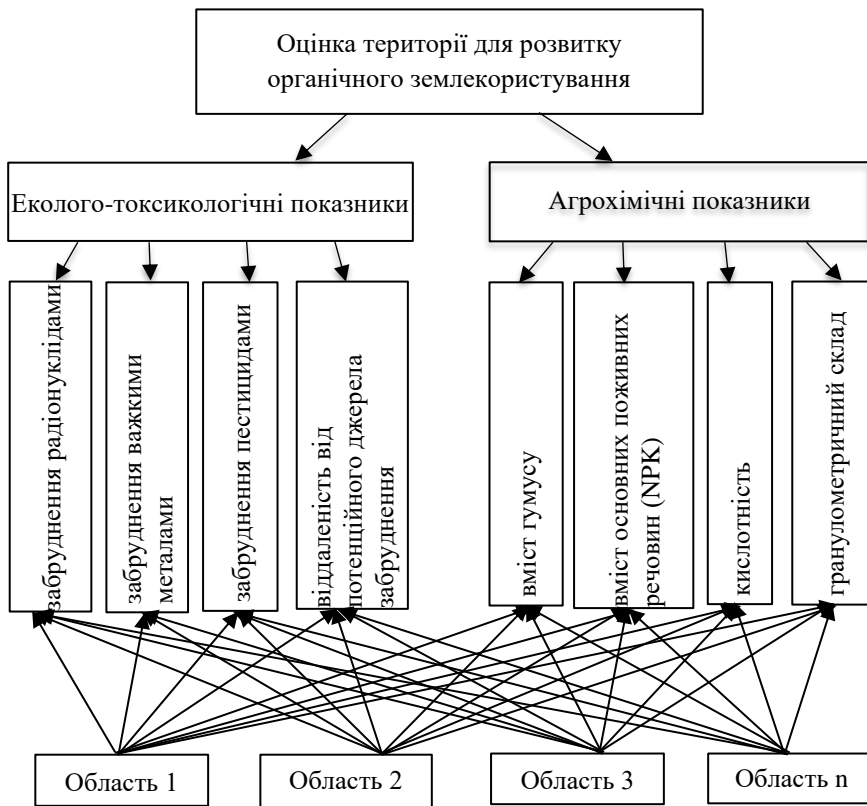 Оцінка території для розвитку
органічного землекористування
Еколого-токсикологічні показники
Агрохімічні показники
забруднення радіонуклідами
забруднення важкими
металами
забруднення пестицидами
віддаленість від
потенційного джерела
забруднення
вміст гумусу
вміст основних поживних
речовин (NPK)
кислотність
гранулометричний склад
Область 1
Область 2
Область 3
Область n